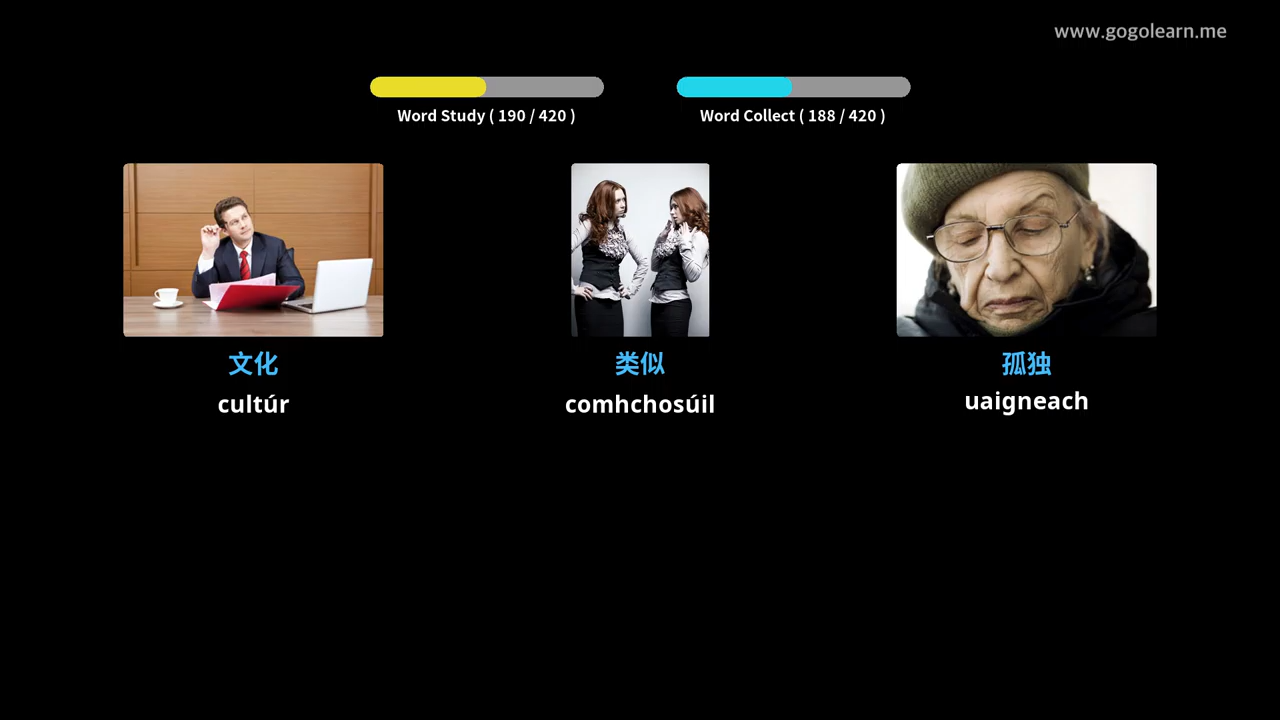 www.gogolearn.me
Word Study ( 190 / 420 )
Word Collect ( 188 / 420 )
文化
类似
孤独
cultúr
comhchosúil
uaigneach